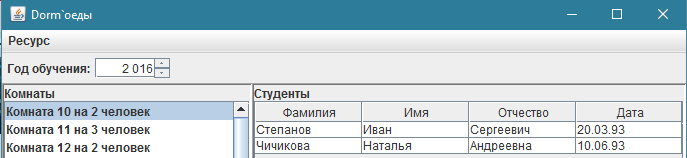 Dorm`оеды
Ресурс
Год обучения: 2 016
Комнаты
Комната 10 на 2 человек
Комната 11 на 3 человек
Комната 12 на 2 человек
Студенты
Фамилия Имя Отчество Дата
Степанов Иван Сергеевич 20.03.93
Чичикова Наталья Андреевна 10.06.93